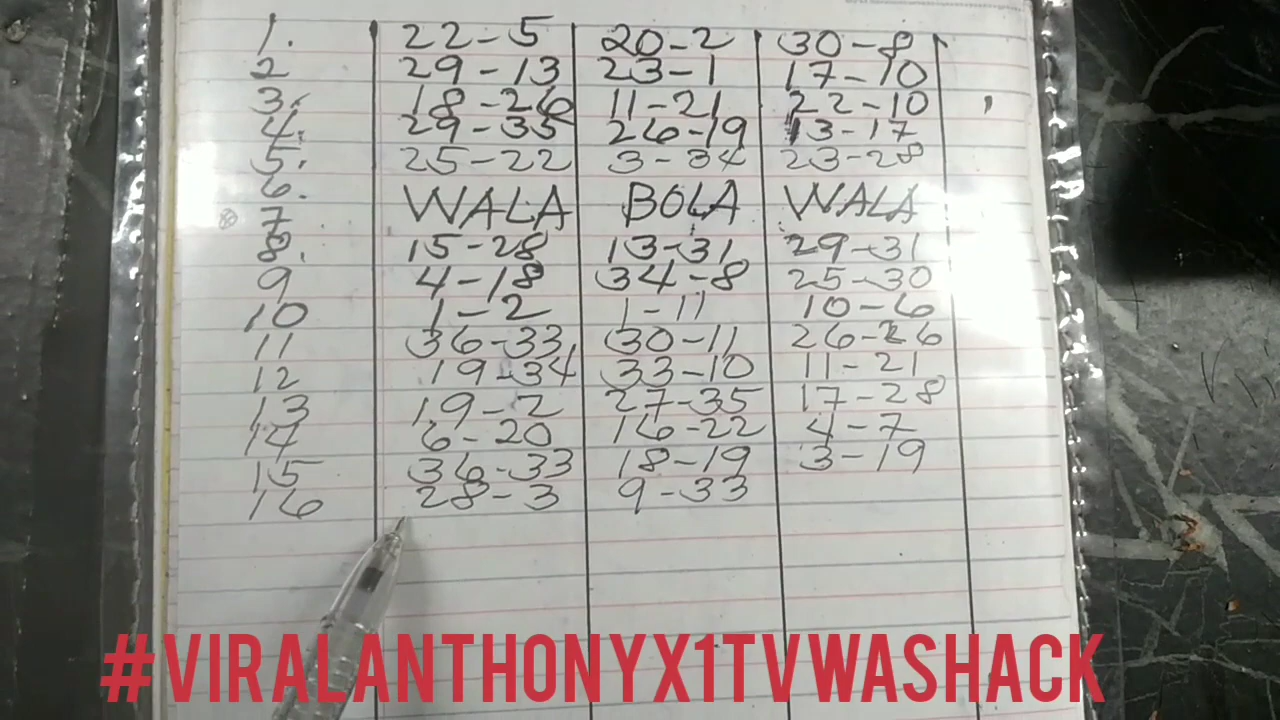 1. 22-5 20-2 30-8
2 29-13 23-1 17-10
3. 18-26 11-21 22-10
4. 29-35 26-19 13-17
5. 25-22 3-34 23-28
6.
7 WALA BOLA WALA
8. 15-28 13-31 29-31
9 4-18 34-8 25-30
10 1-2 1-11 10-6
11 36-33 30-11 26-26
12 19-34 33-10 11-21
13 19-2 27-35 17-28
14 6-20 16-22 4-7
15 36-33 18-19 3-19
16 28-3 9-33
#VIRALANTHONYX1TVWASHACK